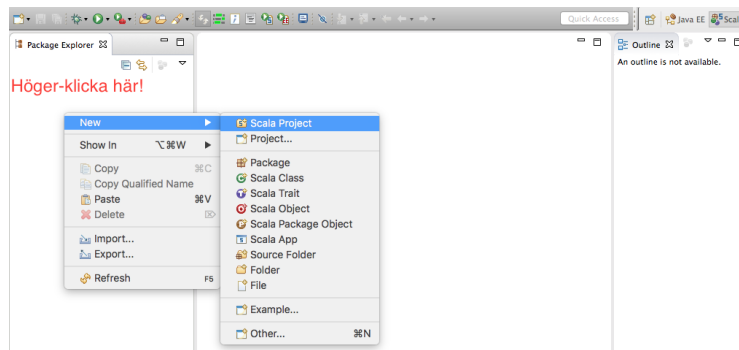 Quick Access
Java EE
Scal
Package Explorer
Outline
An outline is not available.
Höger-klicka här!
New
Show In ⌥⌘W
Copy ⌘C
Copy Qualified Name
Paste ⌘V
Delete ⌦
Import...
Export...
Refresh F5
Scala Project
Project...
Package
Scala Class
Scala Trait
Scala Object
Scala Package Object
Scala App
Source Folder
Folder
File
Example...
Other... ⌘N